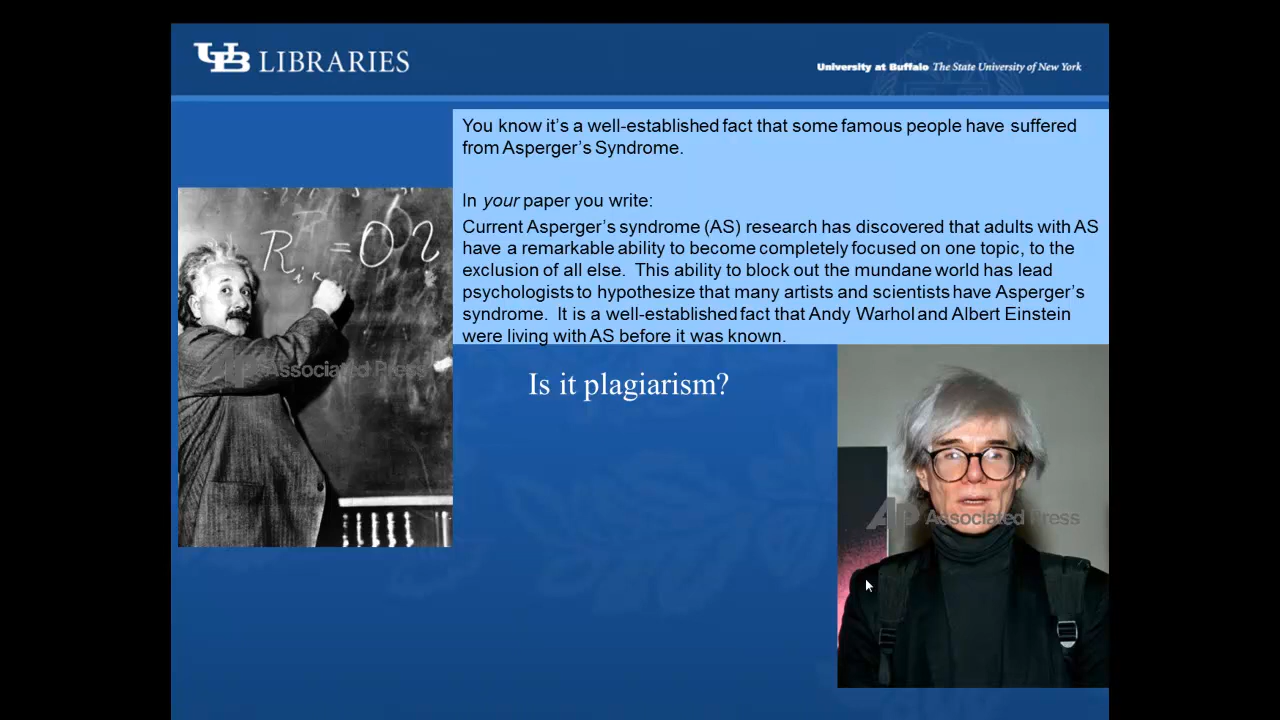 UB LIBRARIES
University at Buffalo The State University of New York
You know it's a well-established fact that some famous people have suffered
from Asperger's Syndrome.
In your paper you write:
Current Asperger's syndrome (AS) research has discovered that adults with AS
have a remarkable ability to become completely focused on one topic, to the
exclusion of all else. This ability to block out the mundane world has lead
psychologists to hypothesize that many artists and scientists have Asperger's
syndrome. It is a well-established fact that Andy Warhol and Albert Einstein
were living with AS before it was known.
Is it plagiarism?
AP Associated Press
AP Associated Press